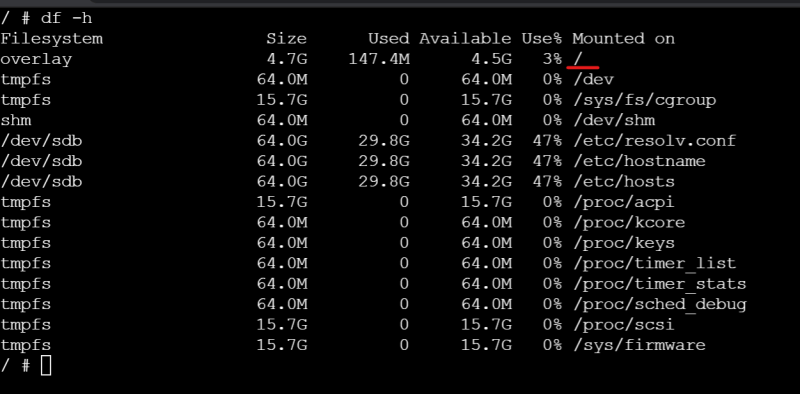 / # df -h
Filesystem                Size      Used Available Use% Mounted on
overlay                   4.7G    147.4M      4.5G   3% /
tmpfs                    64.0M         0     64.0M   0% /dev
tmpfs                    15.7G         0     15.7G   0% /sys/fs/cgroup
shm                      64.0M         0     64.0M   0% /dev/shm
/dev/sdb                 64.0G     29.8G     34.2G  47% /etc/resolv.conf
/dev/sdb                 64.0G     29.8G     34.2G  47% /etc/hostname
/dev/sdb                 64.0G     29.8G     34.2G  47% /etc/hosts
tmpfs                    15.7G         0     15.7G   0% /proc/acpi
tmpfs                    64.0M         0     64.0M   0% /proc/kcore
tmpfs                    64.0M         0     64.0M   0% /proc/keys
tmpfs                    64.0M         0     64.0M   0% /proc/timer_list
tmpfs                    64.0M         0     64.0M   0% /proc/timer_stats
tmpfs                    64.0M         0     64.0M   0% /proc/sched_debug
tmpfs                    15.7G         0     15.7G   0% /proc/scsi
tmpfs                    15.7G         0     15.7G   0% /sys/firmware
/ #